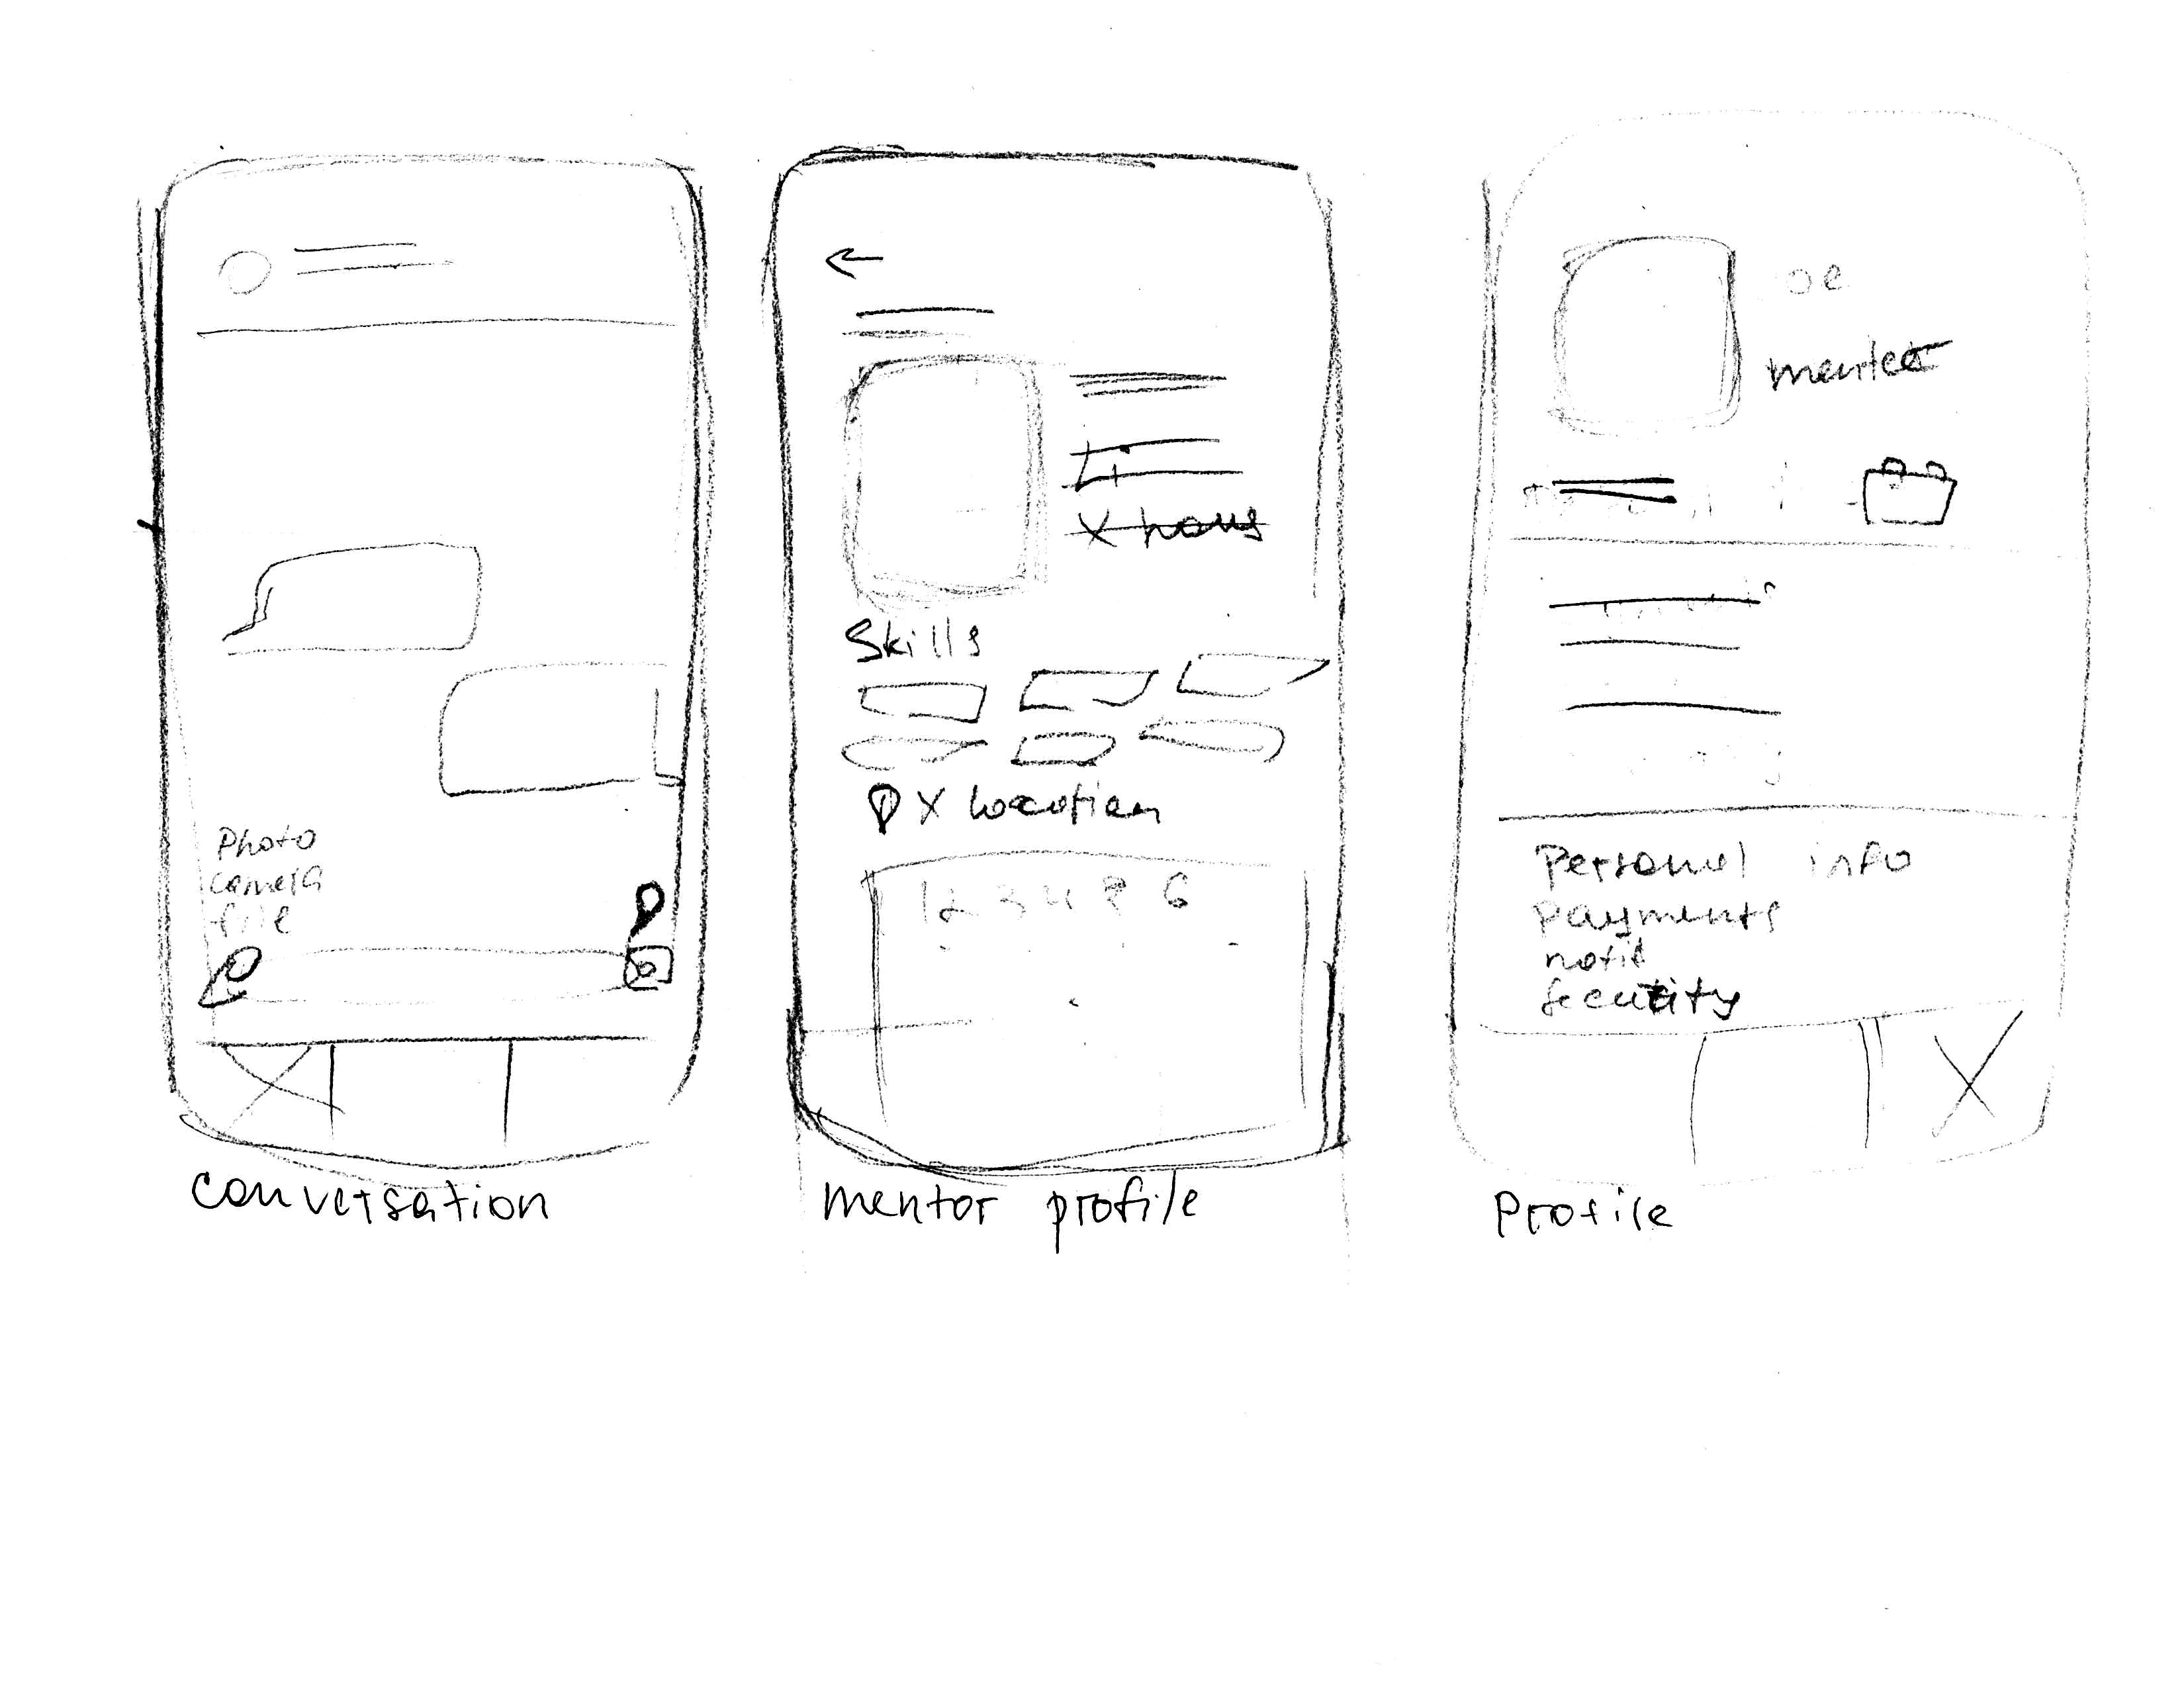 Photo
camera
file
conversation
X hours
Skills
X Location
1 2 3 4 5 6
mentor profile
mentee
Personal info
payments
notif
Security
Profile